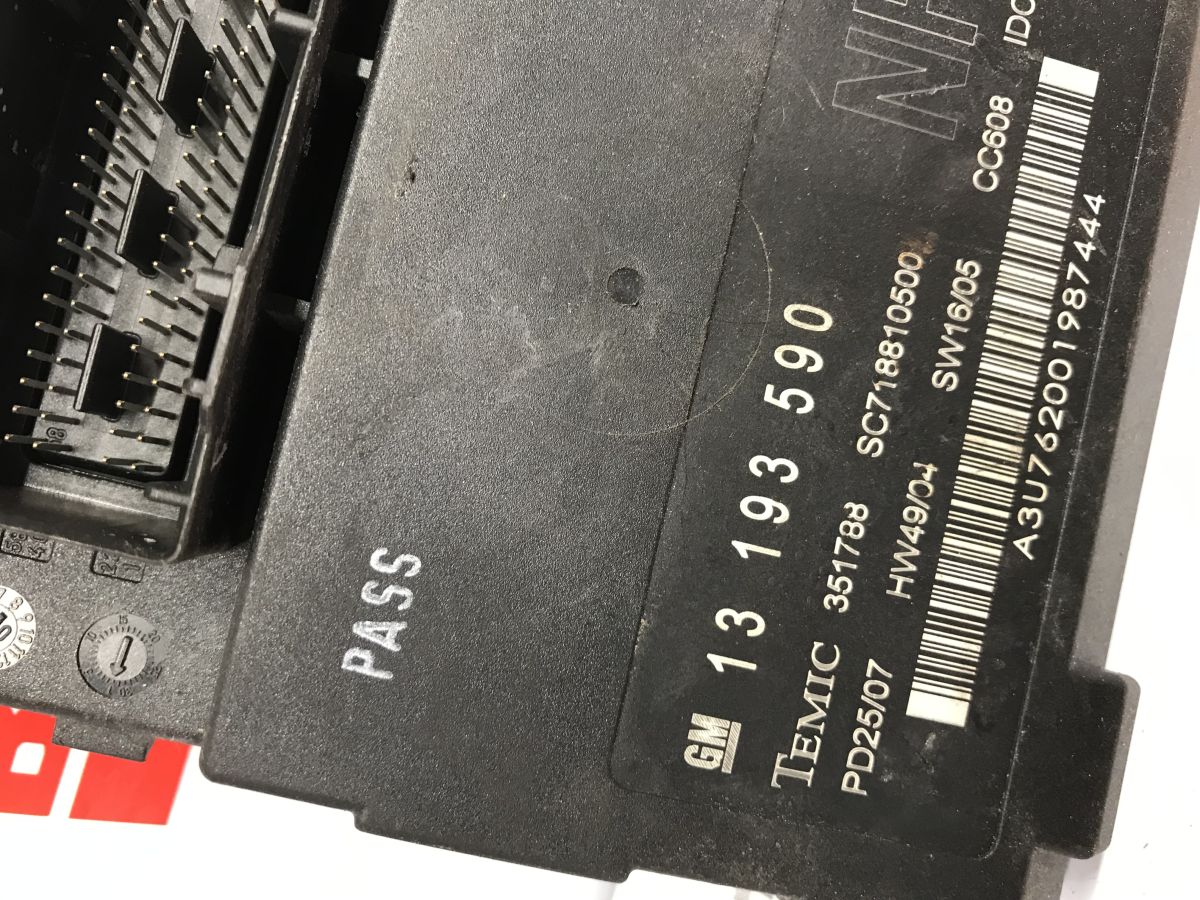 GM 13 193 590
TEMIC 351788 SC718810500
PD25/07 HW49/04 SW16/05 CC608
A3U762001987444
PASS